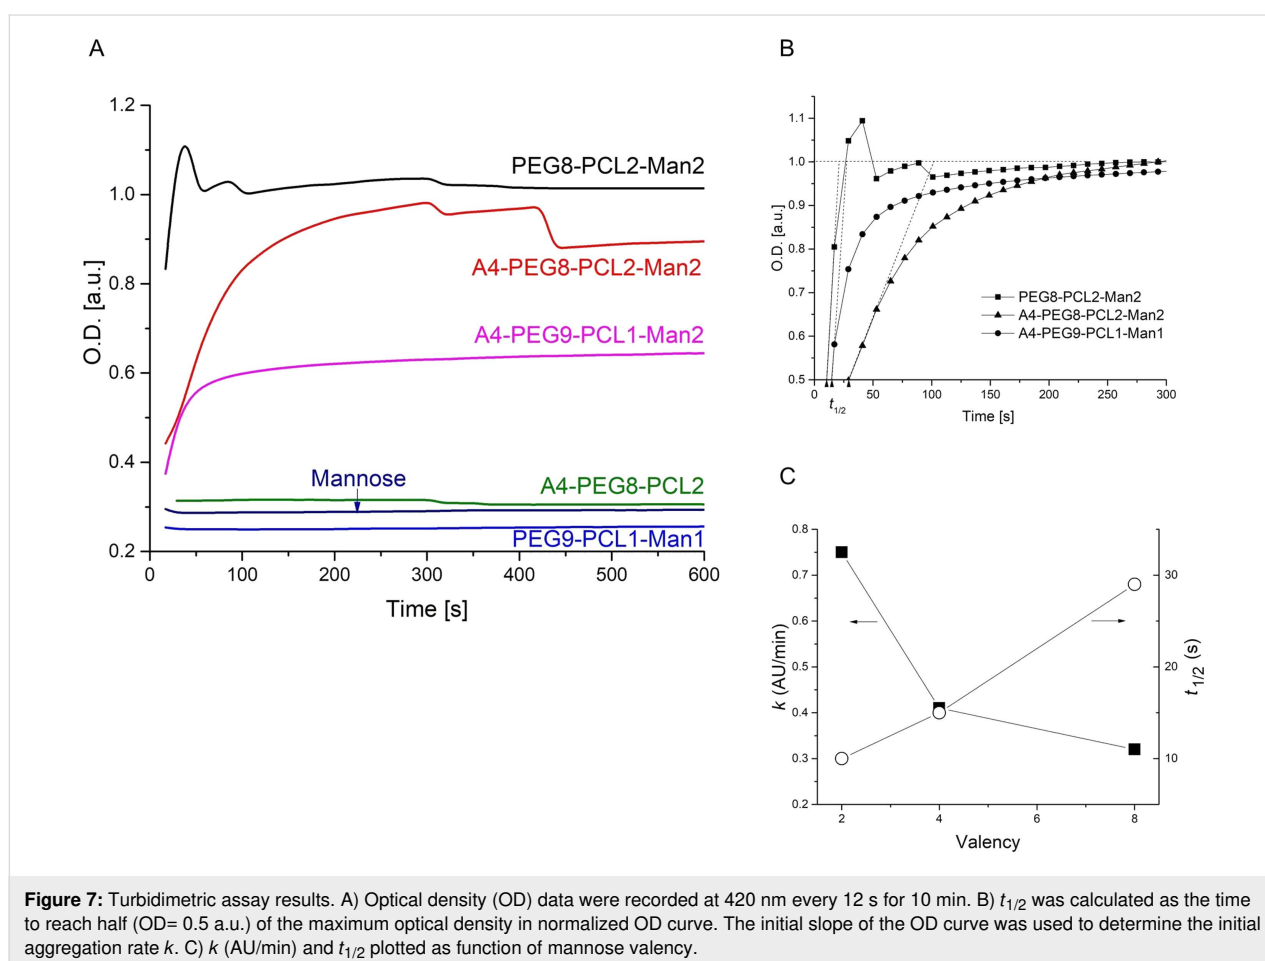 A
1.2
1.0
0.8
0.6
0.4
0.2
O.D. [a.u.]
PEG8-PCL2-Man2
A4-PEG8-PCL2-Man2
A4-PEG9-PCL1-Man2
Mannose
A4-PEG8-PCL2
PEG9-PCL1-Man1
0 100 200 300 400 500 600
Time [s]
B
1.1
1.0
0.9
0.8
0.7
0.6
0.5
O.D. [a.u.]
PEG8-PCL2-Man2
A4-PEG8-PCL2-Man2
A4-PEG9-PCL1-Man1
0 50 100 150 200 250 300
t1/2
Time [s]
C
0.8
0.7
0.6
0.5
0.4
0.3
0.2
k (AU/min)
30
20
10
t1/2 (s)
2 4 6 8
Valency
Figure 7: Turbidimetric assay results. A) Optical density (OD) data were recorded at 420 nm every 12 s for 10 min. B) t1/2 was calculated as the time
to reach half (OD= 0.5 a.u.) of the maximum optical density in normalized OD curve. The initial slope of the OD curve was used to determine the initial
aggregation rate k. C) k (AU/min) and t1/2 plotted as function of mannose valency.